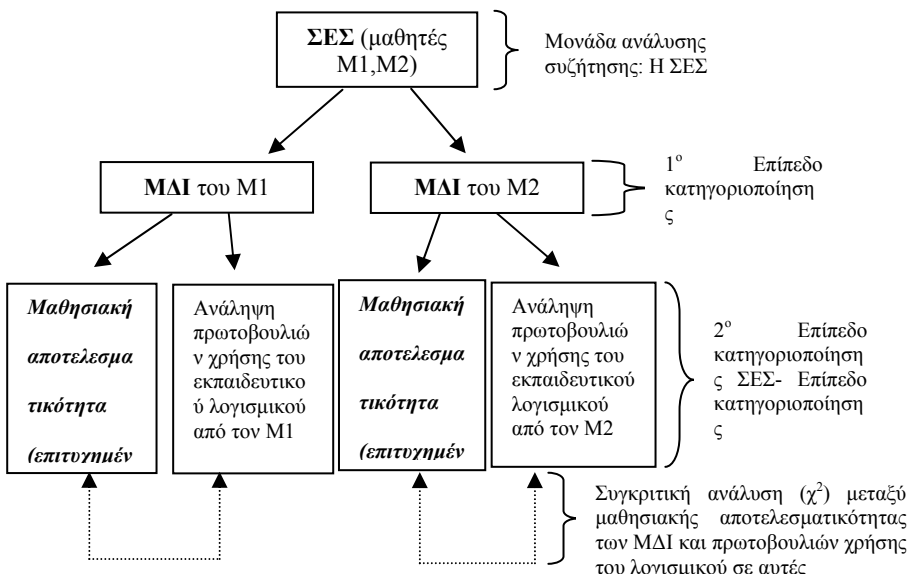 ΣΕΣ (μαθητές
Μ1,Μ2)
Μονάδα ανάλυσης
συζήτησης: Η ΣΕΣ
ΜΔΙ του Μ1
ΜΔΙ του Μ2
1ο Επίπεδο
κατηγοριοποίηση
ς
Μαθησιακή
αποτελεσμα
τικότητα
(επιτυχημέν
Ανάληψη
πρωτοβουλιώ
ν χρήσης του
εκπαιδευτικο
ύ λογισμικού
από τον Μ1
Μαθησιακή
αποτελεσμα
τικότητα
(επιτυχημέν
Ανάληψη
πρωτοβουλιώ
ν χρήσης του
εκπαιδευτικού
λογισμικού
από τον Μ2
2ο Επίπεδο
κατηγοριοποίηση
ς ΣΕΣ- Επίπεδο
κατηγοριοποίηση
ς
Συγκριτική ανάλυση (χ2) μεταξύ
μαθησιακής αποτελεσματικότητας
των ΜΔΙ και πρωτοβουλιών χρήσης
του λογισμικού σε αυτές